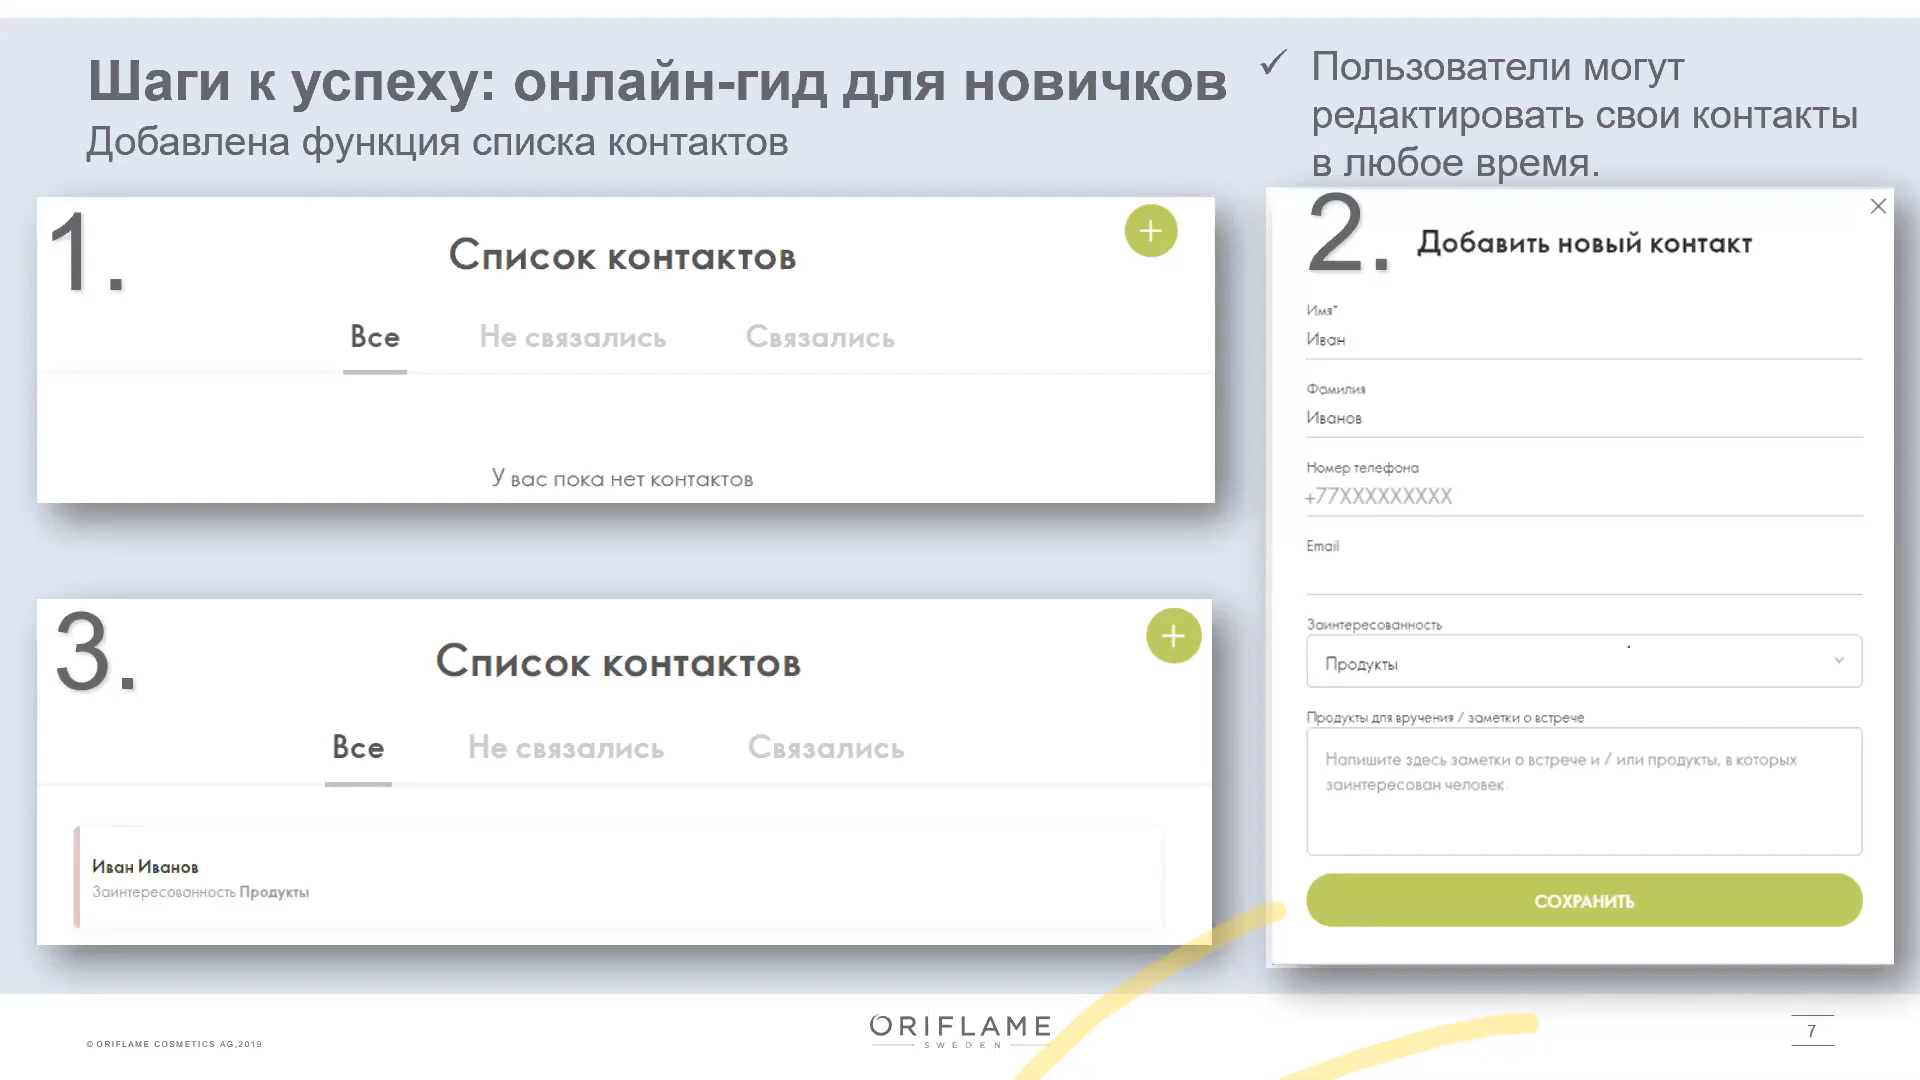 Шаги к успеху: онлайн-гид для новичков
Добавлена функция списка контактов
✓ Пользователи могут
редактировать свои контакты
в любое время.
1.
Список контактов
Все Не связались Связались
У вас пока нет контактов
2.
Добавить новый контакт
Имя*
Иван
Фамилия
Иванов
Номер телефона
+77XXXXXXXXX
Email
Заинтересованность
Продукты
Продукты для вручения / заметки о встрече
Напишите здесь заметки о встрече и / или продукты, в которых
заинтересован человек.
СОХРАНИТЬ
3.
Список контактов
Все Не связались Связались
Иван Иванов
Заинтересованность Продукты
© ORIFLAME COSMETICS AG,2019
ORIFLAME
SWEDEN
7